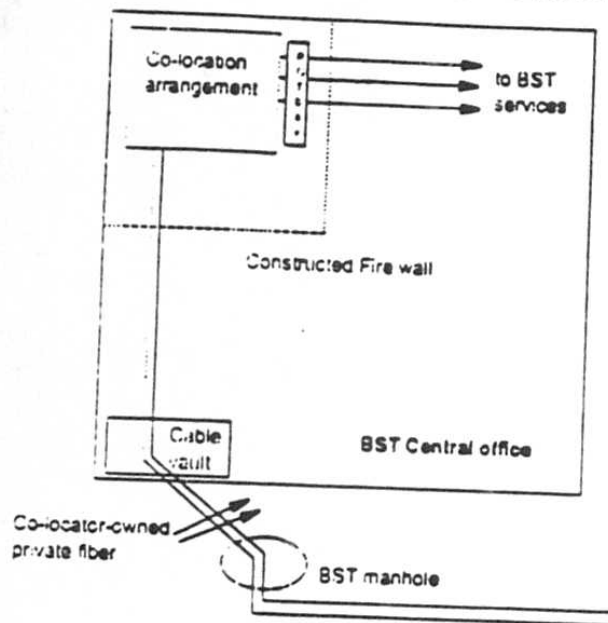 Co-location
arrangement
to BST
services
Constructed Fire wall
Cable
vault
BST Central office
Co-locator-owned
private fiber
BST manhole